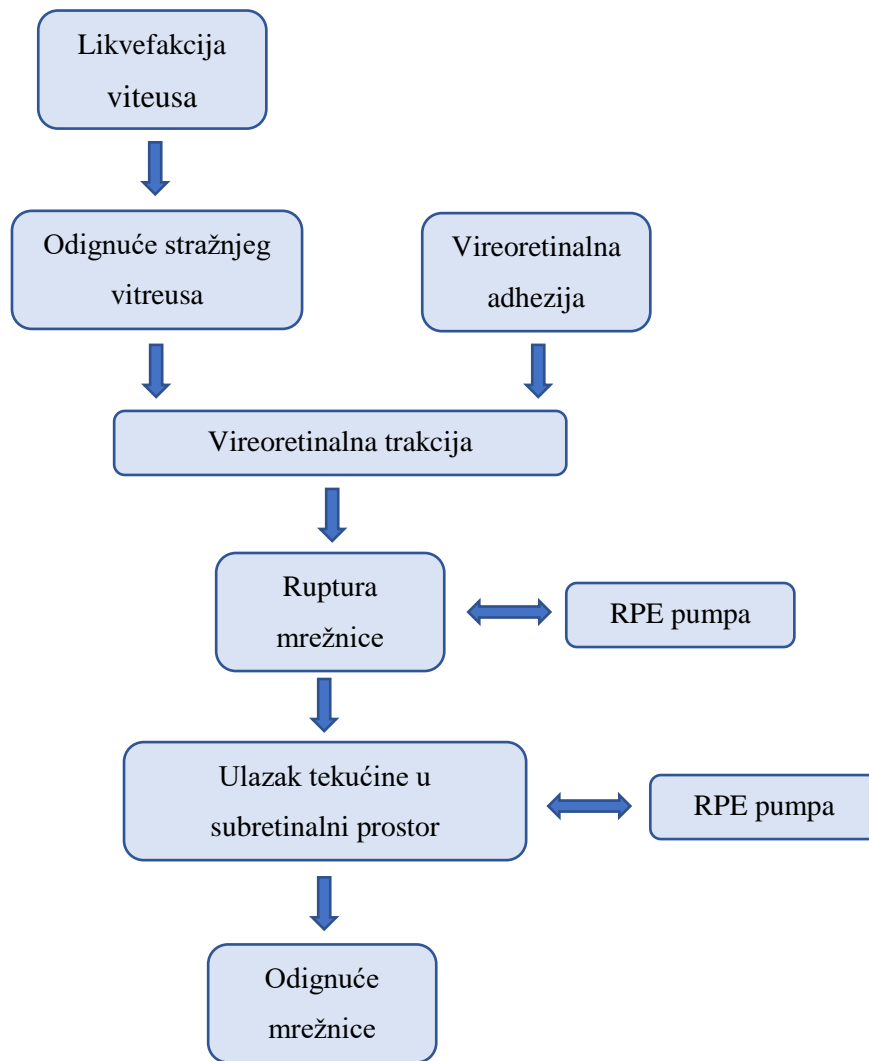 Likvefakcija
viteusa
Odignuće stražnjeg
vitreusa
Vireoretinalna
adhezija
Vireoretinalna trakcija
Ruptura
mrežnice
RPE pumpa
Ulazak tekućine u
subretinalni prostor
RPE pumpa
Odignuće
mrežnice